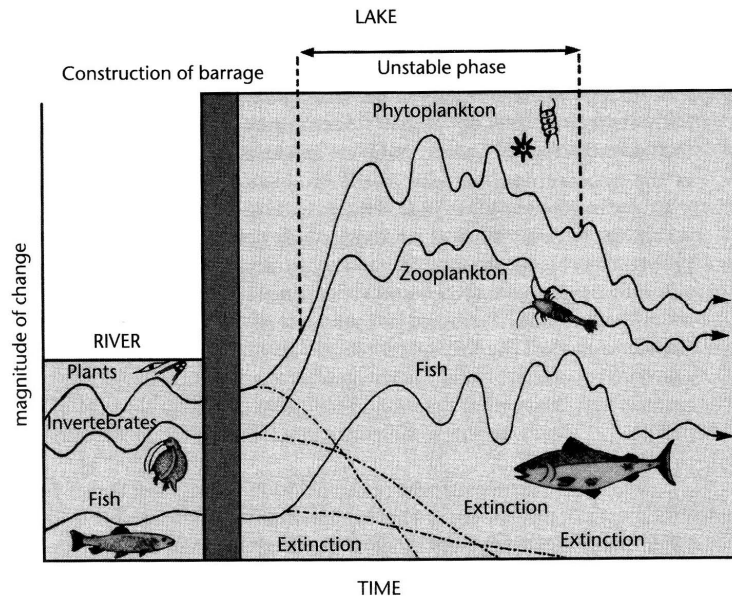 LAKE
Construction of barrage
Unstable phase
Phytoplankton
Zooplankton
magnitude of change
RIVER
Plants
Invertebrates
Fish
Fish
Extinction
Extinction
Extinction
TIME